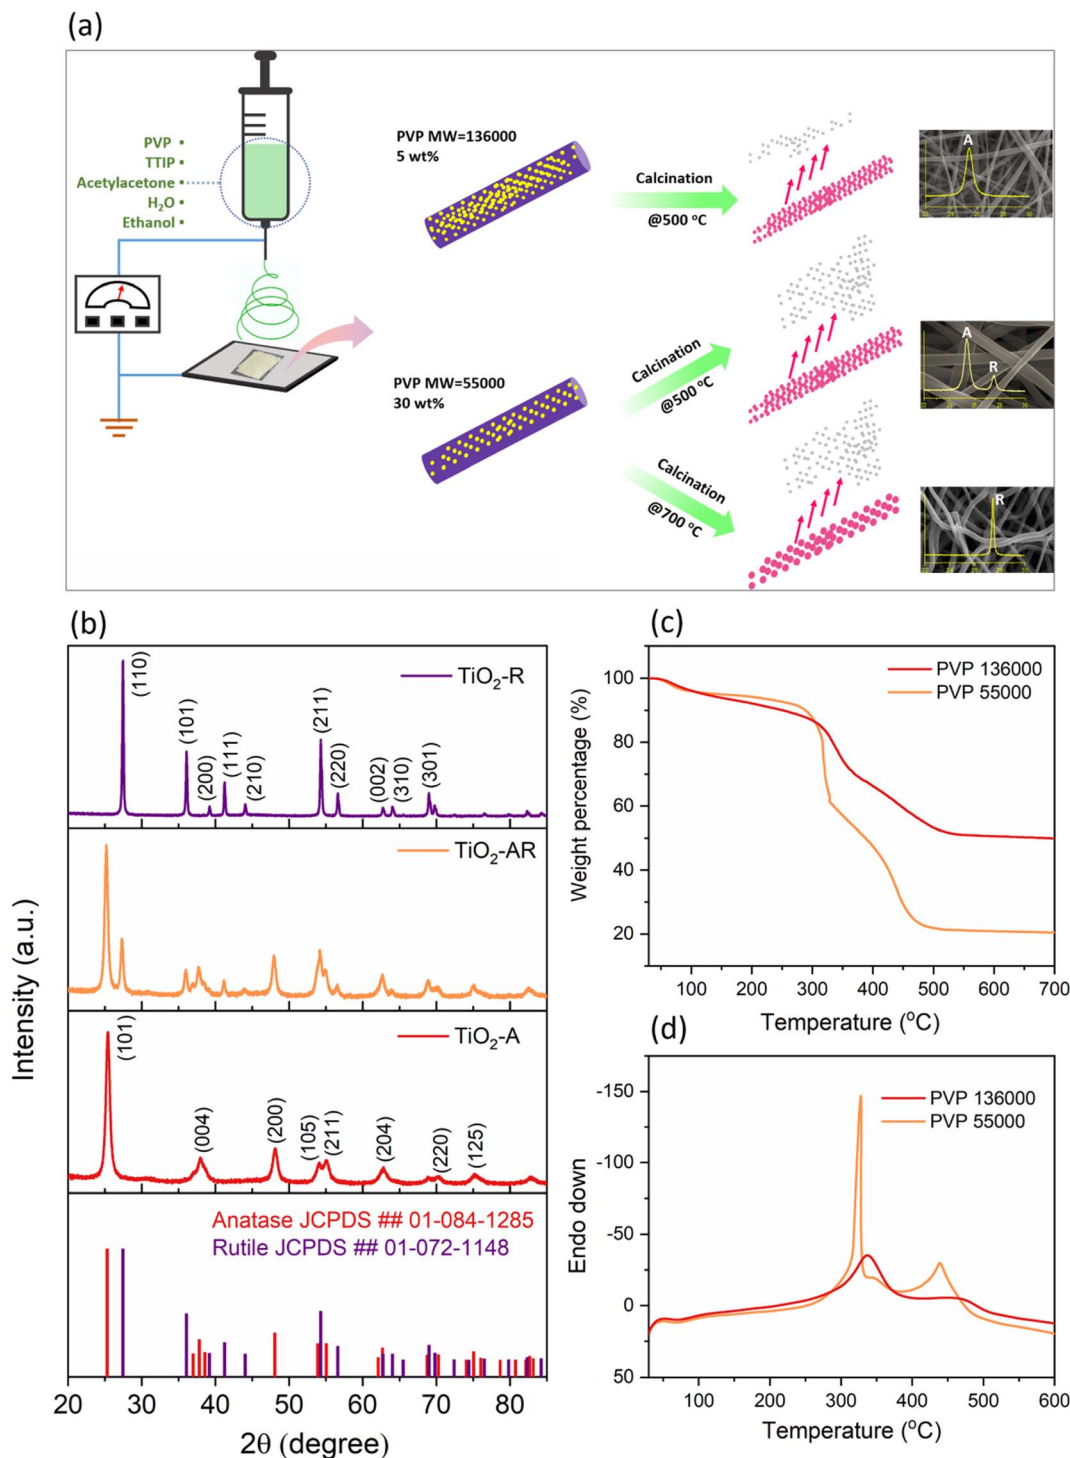 (a)
PVP ▪
TTIP ▪
Acetylacetone ▪
H₂O ▪
Ethanol ▪
PVP MW=136000
5 wt%
Calcination
@500 °C
A
PVP MW=55000
30 wt%
Calcination
@500 °C
A
R
Calcination
@700 °C
R
(b)
Intensity (a.u.)
TiO₂-R
(110)
(101)
(200)
(111)
(210)
(211)
(220)
(002)
(310)
(301)
TiO₂-AR
TiO₂-A
(101)
(004)
(200)
(105)
(211)
(204)
(220)
(125)
Anatase JCPDS ## 01-084-1285
Rutile JCPDS ## 01-072-1148
20 30 40 50 60 70 80
2θ (degree)
(c)
PVP 136000
PVP 55000
Weight percentage (%)
100
80
60
40
20
100 200 300 400 500 600 700
Temperature (°C)
(d)
PVP 136000
PVP 55000
Endo down
-150
-100
-50
0
50
100 200 300 400 500 600
Temperature (°C)